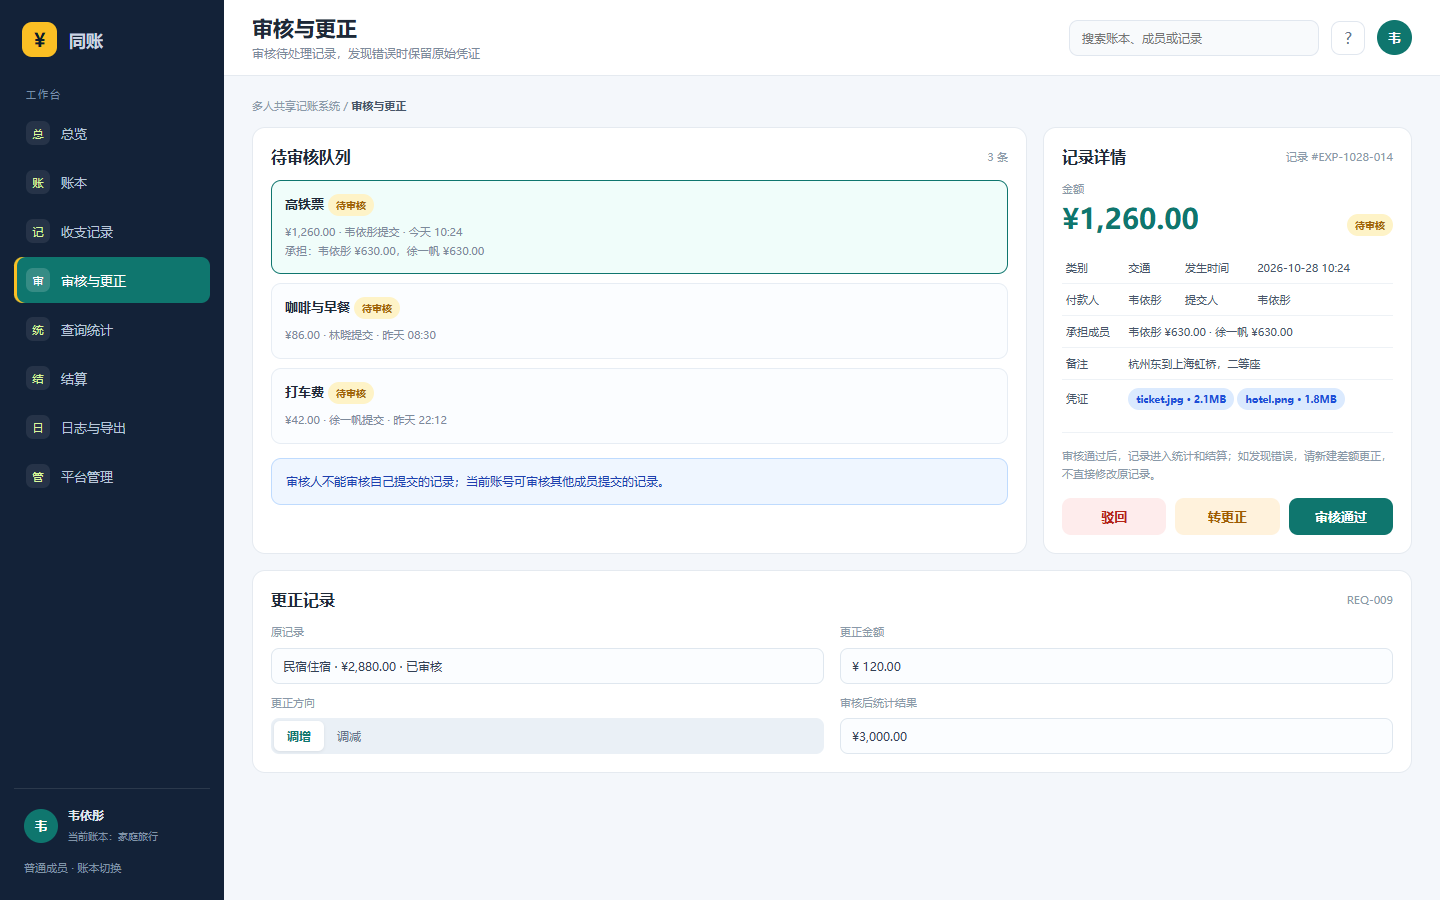 ¥ 同账
工作台
总 总览
账 账本
记 收支记录
审 审核与更正
统 查询统计
结 结算
日 日志与导出
管 平台管理
韦 韦依彤
当前账本：家庭旅行
普通成员 · 账本切换
审核与更正
审核待处理记录，发现错误时保留原始凭证
搜索账本、成员或记录
?
韦
多人共享记账系统 / 审核与更正
待审核队列
3 条
高铁票 待审核
¥1,260.00 · 韦依彤提交 · 今天 10:24
承担：韦依彤 ¥630.00，徐一帆 ¥630.00
咖啡与早餐 待审核
¥86.00 · 林晓提交 · 昨天 08:30
打车费 待审核
¥42.00 · 徐一帆提交 · 昨天 22:12
审核人不能审核自己提交的记录；当前账号可审核其他成员提交的记录。
记录详情
记录 #EXP-1028-014
金额
¥1,260.00
待审核
类别 交通 发生时间 2026-10-28 10:24
付款人 韦依彤 提交人 韦依彤
承担成员 韦依彤 ¥630.00 · 徐一帆 ¥630.00
备注 杭州东到上海虹桥，二等座
凭证 ticket.jpg • 2.1MB hotel.png • 1.8MB
审核通过后，记录进入统计和结算；如发现错误，请新建差额更正，
不直接修改原记录。
驳回 转更正 审核通过
更正记录
REQ-009
原记录
民宿住宿 · ¥2,880.00 · 已审核
更正金额
¥ 120.00
更正方向
调增 调减
审核后统计结果
¥3,000.00